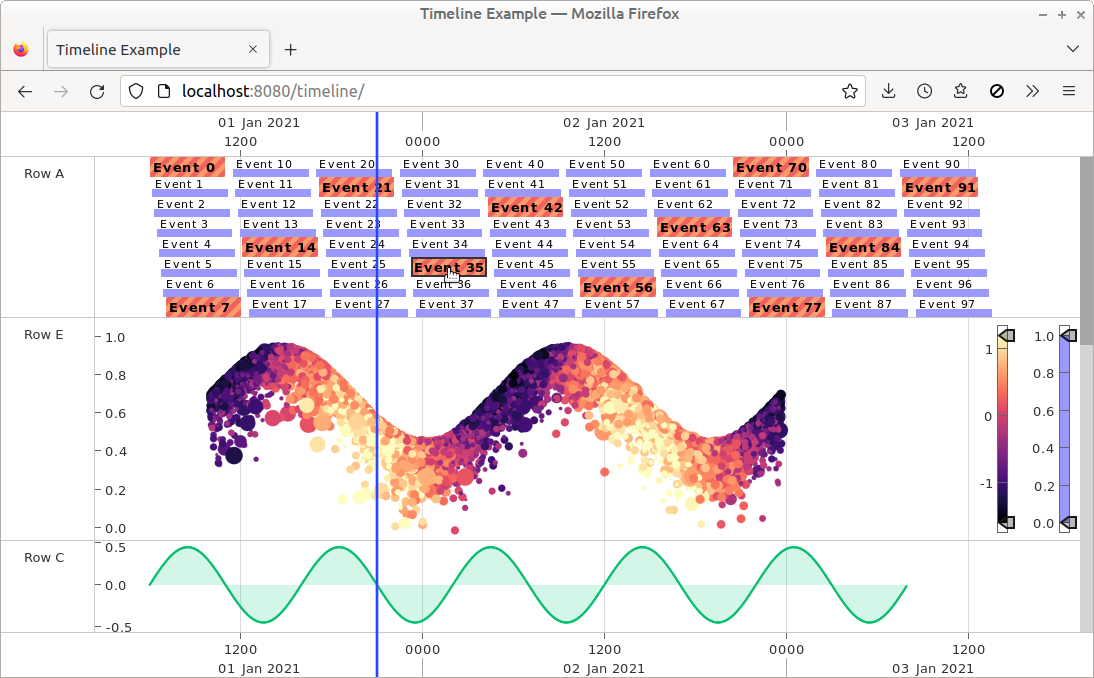 Timeline Example — Mozilla Firefox
Timeline Example
localhost:8080/timeline/
01 Jan 2021 02 Jan 2021 03 Jan 2021
1200 0000 1200 0000 1200
Row A
Event 0 Event 10 Event 20 Event 30 Event 40 Event 50 Event 60 Event 70 Event 80 Event 90
Event 1 Event 11 Event 21 Event 31 Event 41 Event 51 Event 61 Event 71 Event 81 Event 91
Event 2 Event 12 Event 22 Event 32 Event 42 Event 52 Event 62 Event 72 Event 82 Event 92
Event 3 Event 13 Event 23 Event 33 Event 43 Event 53 Event 63 Event 73 Event 83 Event 93
Event 4 Event 14 Event 24 Event 34 Event 44 Event 54 Event 64 Event 74 Event 84 Event 94
Event 5 Event 15 Event 25 Event 35 Event 45 Event 55 Event 65 Event 75 Event 85 Event 95
Event 6 Event 16 Event 26 Event 36 Event 46 Event 56 Event 66 Event 76 Event 86 Event 96
Event 7 Event 17 Event 27 Event 37 Event 47 Event 57 Event 67 Event 77 Event 87 Event 97
Row E
1.0
0.8
0.6
0.4
0.2
0.0
1
0
-1
1.0
0.8
0.6
0.4
0.2
0.0
Row C
0.5
0.0
-0.5
1200 0000 1200 0000 1200
01 Jan 2021 02 Jan 2021 03 Jan 2021